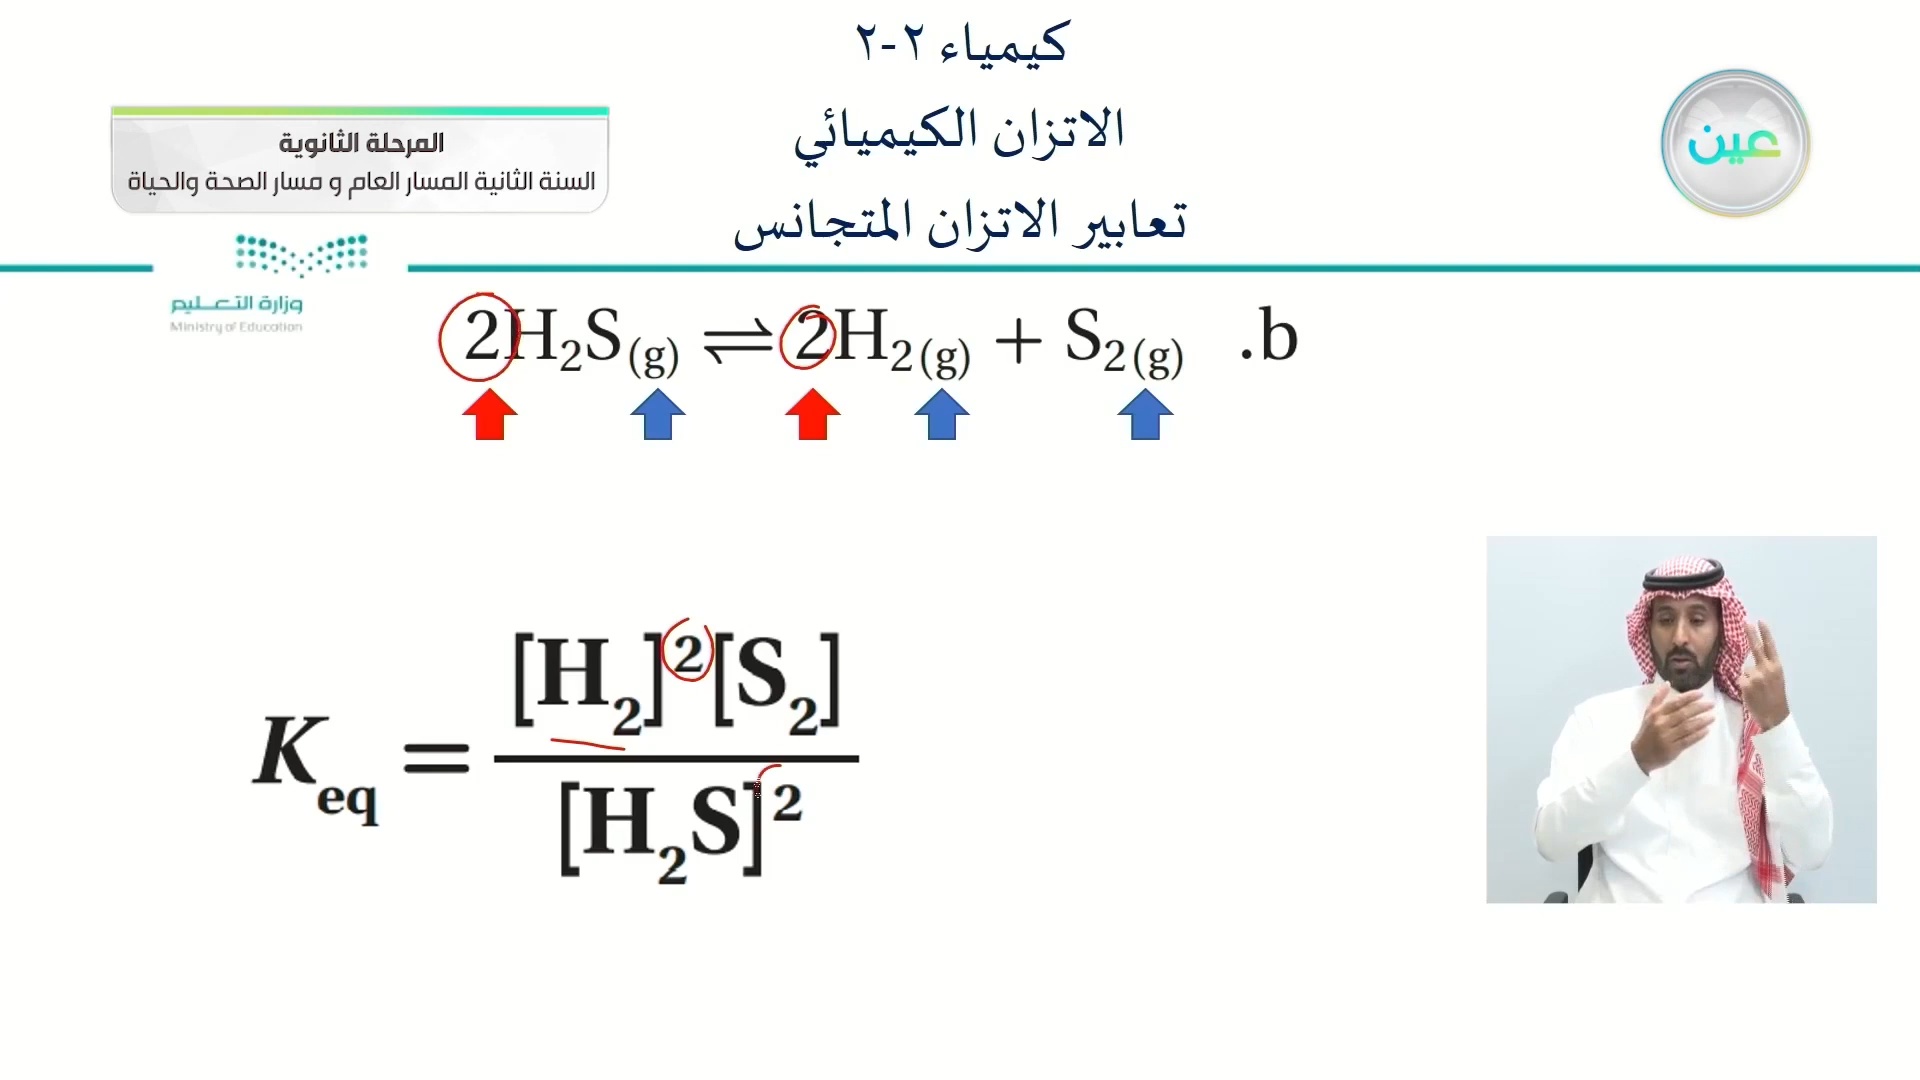 كيمياء ٢-٢
الاتزان الكيميائي
تعابير الاتزان المتجانس
عين
المرحلة الثانوية
السنة الثانية المسار العام و مسار الصحة والحياة
وزارة التعليم
Ministry of Education
2H₂S(g) ⇌ 2H₂(g) + S₂(g) .b
K_eq = [H₂]²[S₂] / [H₂S]²